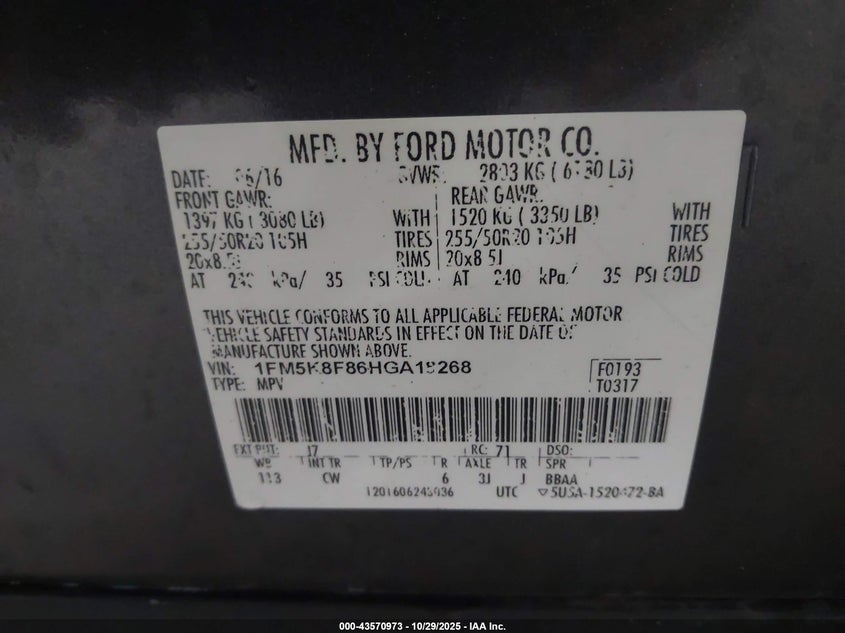 MFD. BY FORD MOTOR CO.
DATE: 06/16 GVWR: 2803 KG ( 6180 LB)
FRONT GAWR: REAR GAWR:
1397 KG ( 3080 LB) WITH 1520 KG ( 3350 LB) WITH
255/50R20 105H TIRES 255/50R20 105H TIRES
20x8.5J RIMS 20x8.5J RIMS
AT 240 kPa/ 35 PSI COLD AT 240 kPa/ 35 PSI COLD
THIS VEHICLE CONFORMS TO ALL APPLICABLE FEDERAL MOTOR
VEHICLE SAFETY STANDARDS IN EFFECT ON THE DATE OF
MANUFACTURE SHOWN ABOVE.
VIN: F0193
TYPE: MPV T0317
EXT PNT: J7 RC: 71 DSO:
WB INT TR TP/PS R AXLE TR SPR
113 CW 6 3J J BBAA
UTC
000-43570973 / 10/29/2025 - IAA Inc.